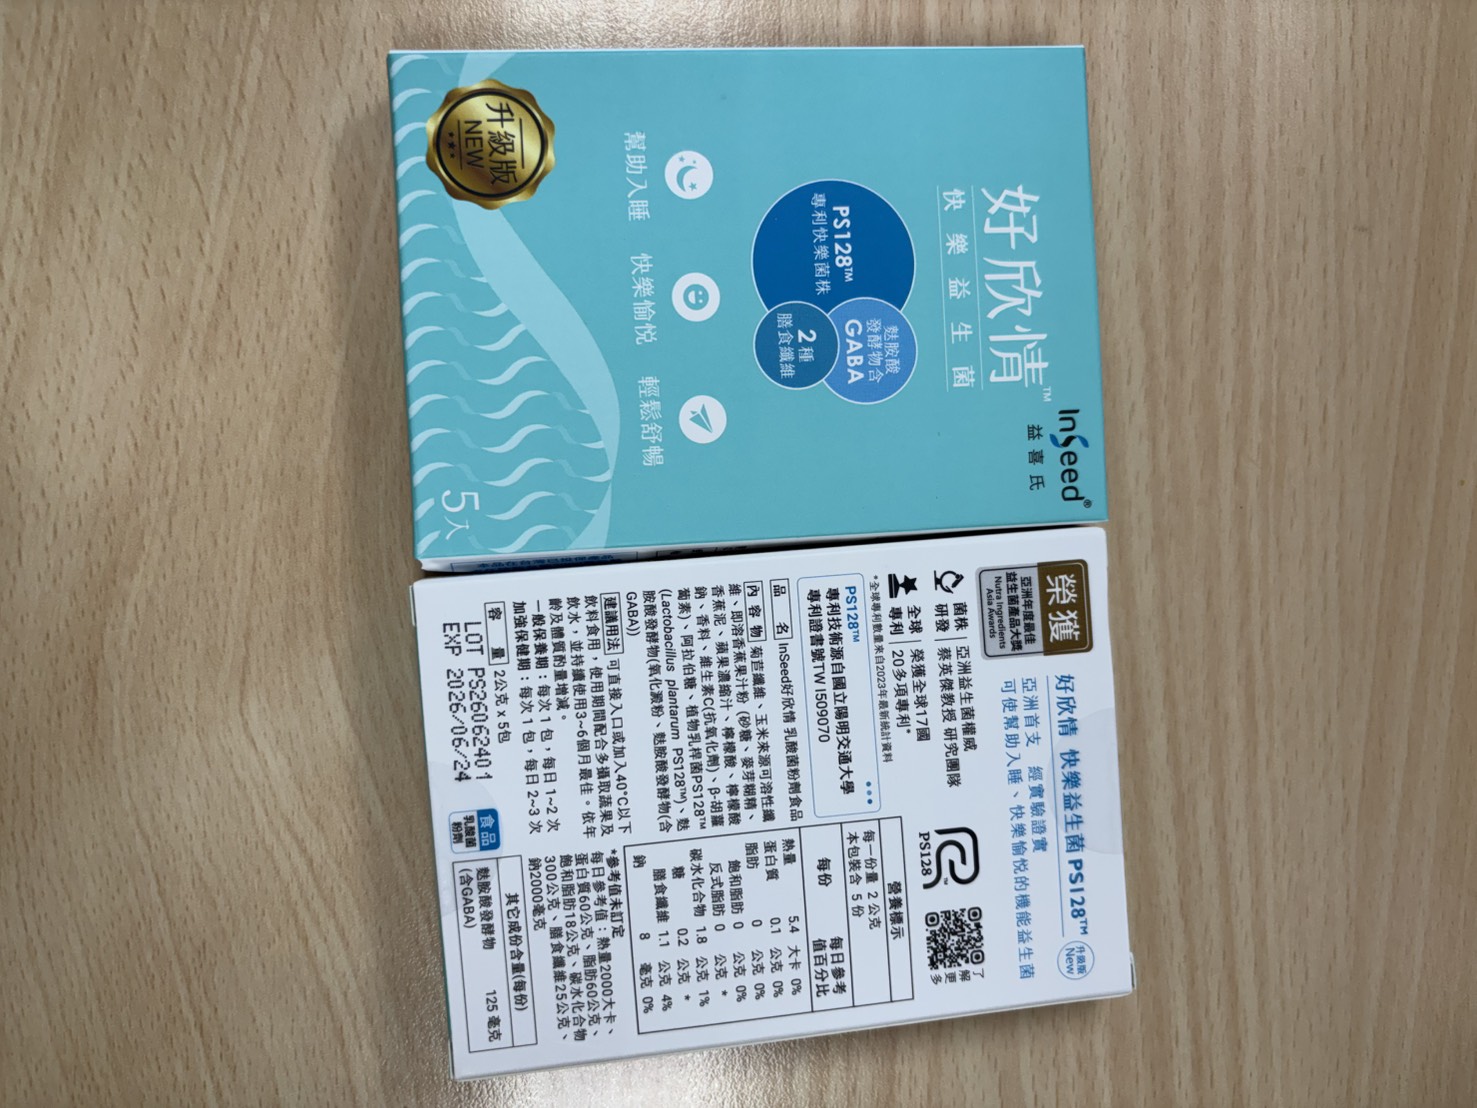 InSeed®
益喜氏
好欣情™
快樂益生菌
PS128™
專利快樂菌株
麩胺酸
發酵物含
GABA
2種
膳食纖維
幫助入睡
快樂愉悅
輕鬆舒暢
升級版
NEW
5入
榮獲
亞洲年度最佳
益生菌產品大獎
Nutra Ingredients
Asia Awards
好欣情 快樂益生菌 PS128™
升級版
New
亞洲首支 經實驗證實
可使幫助入睡、快樂愉悅的機能益生菌
菌株
研發
亞洲益生菌權威
蔡英傑教授 研究團隊
全球
專利
榮獲全球17國
20多項專利*
*全球專利數量來自2023年最新統計資料
PS128
了解更多
PS128™
專利技術源自國立陽明交通大學
專利證書號TW I509070
品名 InSeed好欣情 乳酸菌粉劑食品
內容物 菊苣纖維、玉米來源可溶性纖
維、即溶香蕉果汁粉 (砂糖、麥芽糊精、
香蕉泥、蘋果濃縮汁、檸檬酸、檸檬酸
鈉、香料、維生素C(抗氧化劑)、β-胡蘿
蔔素)、阿拉伯糖、植物乳桿菌PS128™
(Lactobacillus plantarum PS128™)、麩
胺酸發酵物(氧化澱粉、麩胺酸發酵物(含
GABA))
建議用法 可直接入口或加入40°C以下
飲料食用，使用期間配合多攝取蔬果及
飲水，並持續使用3~6個月最佳。依年
齡及體質酌量增減。
一般保養期：每次 1 包，每日 1~2 次
加強保健期：每次 1 包，每日 2~3 次
容量 2公克 x 5包
LOT PS26062401
EXP 2026/06/24
食品
乳酸菌
粉劑
營養標示
每一份量 2 公克
本包裝含 5 份
每份 每日參考值百分比
熱量 5.4 大卡 0%
蛋白質 0.1 公克 0%
脂肪 0 公克 0%
飽和脂肪 0 公克 0%
反式脂肪 0 公克 *
碳水化合物 1.8 公克 1%
糖 0.2 公克 *
膳食纖維 1.1 公克 4%
鈉 8 毫克 0%
*參考值未訂定
每日參考值：熱量2000大卡、
蛋白質60公克、脂肪60公克、
飽和脂肪18公克、碳水化合物
300公克、膳食纖維25公克、
鈉2000毫克
其它成份含量(每份)
麩胺酸發酵物 125 毫克
(含GABA)